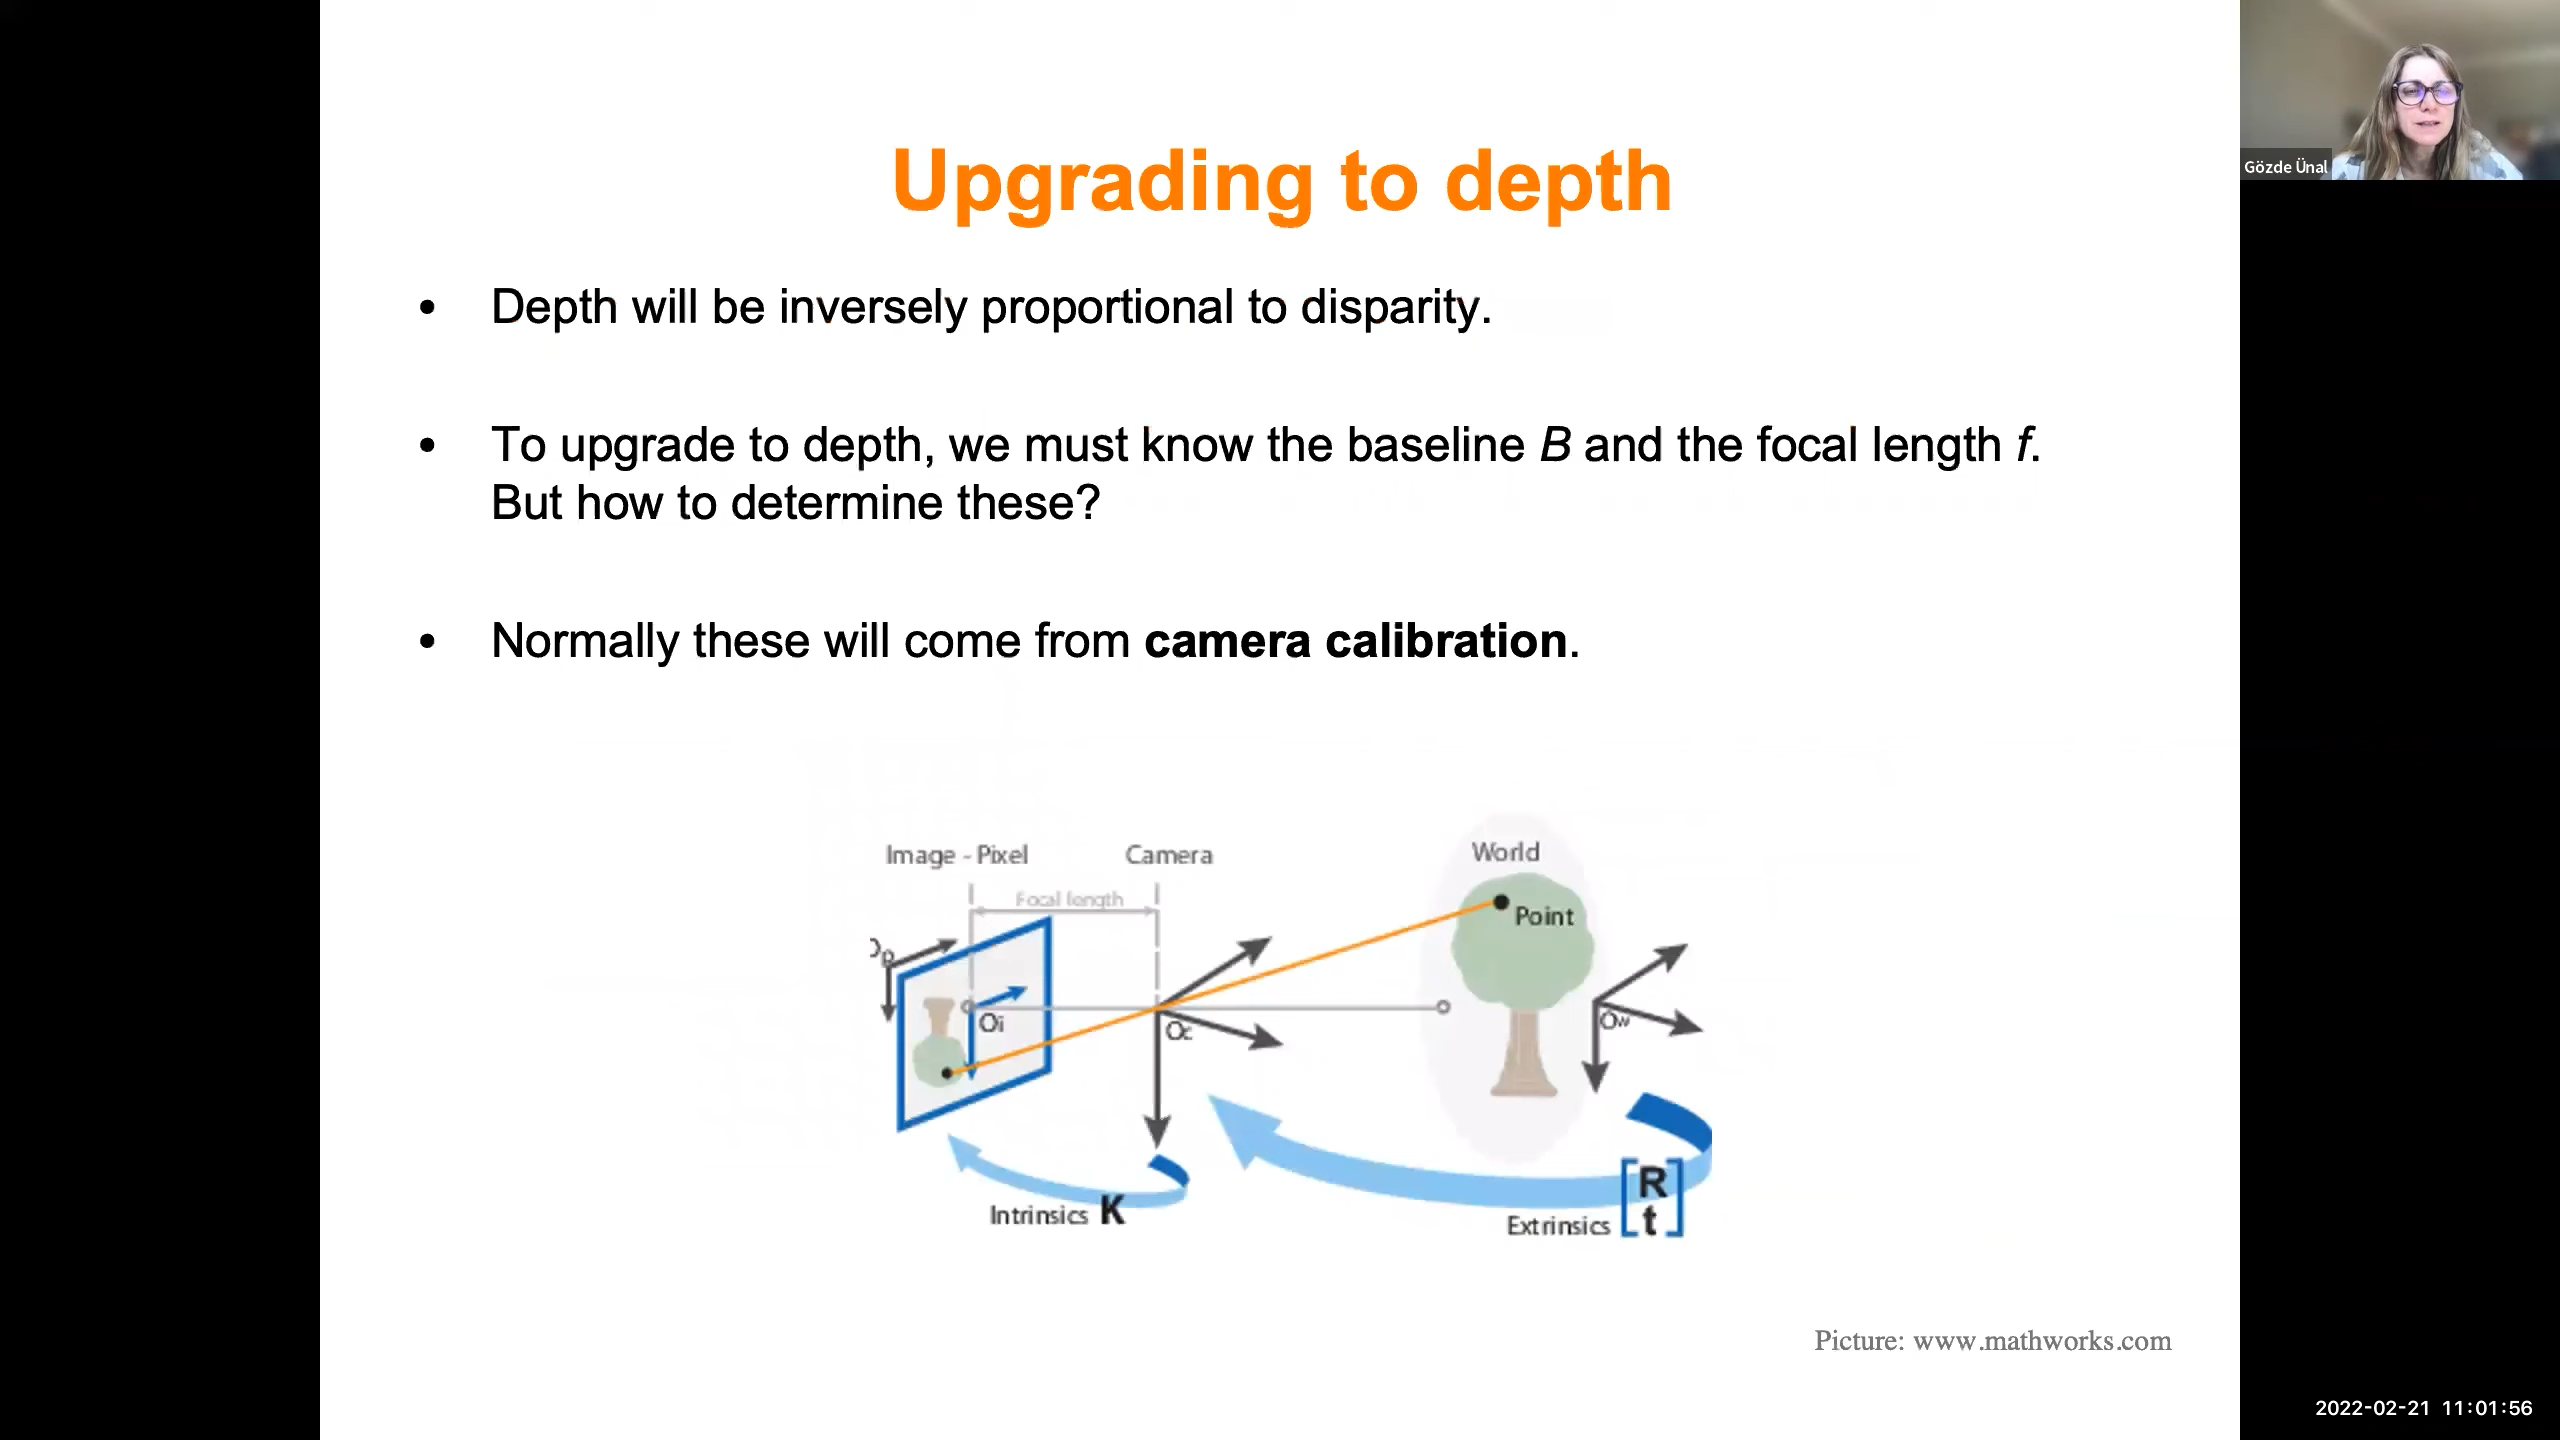 Upgrading to depth
Gözde Ünal
• Depth will be inversely proportional to disparity.
• To upgrade to depth, we must know the baseline B and the focal length f.
But how to determine these?
• Normally these will come from camera calibration.
Image - Pixel
Camera
World
Focal length
Point
Oi
Oc
Ow
Intrinsics K
Extrinsics
R
t
Picture: www.mathworks.com
2022-02-21 11:01:56